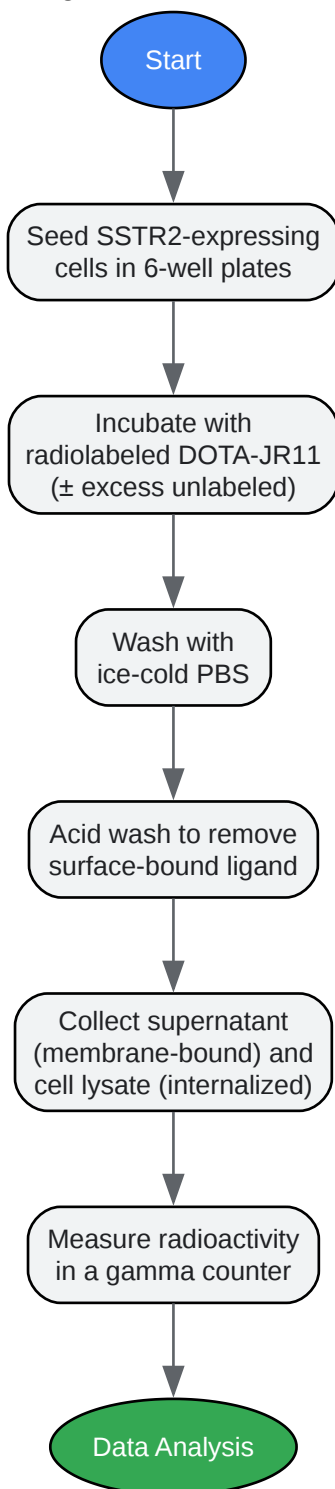 Start
Seed SSTR2-expressing
cells in 6-well plates
Incubate with
radiolabeled DOTA-JR11
(± excess unlabeled)
Wash with
ice-cold PBS
Acid wash to remove
surface-bound ligand
Collect supernatant
(membrane-bound) and
cell lysate (internalized)
Measure radioactivity
in a gamma counter
Data Analysis